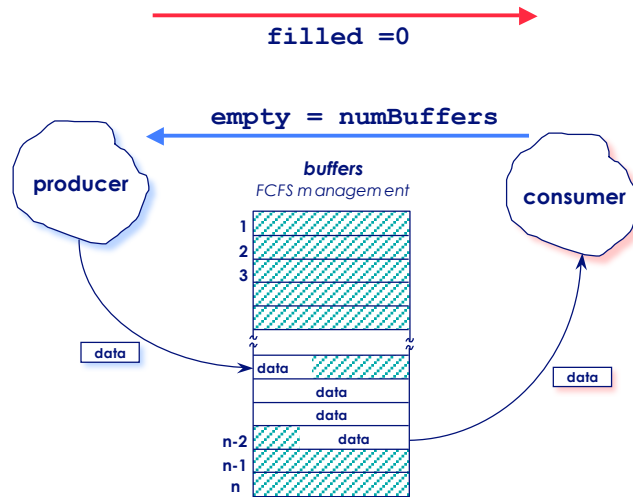 filled =0
empty = numBuffers
producer
buffers
FCFS management
consumer
1
2
3
data
data
data
data
data
n-2
data
n-1
n